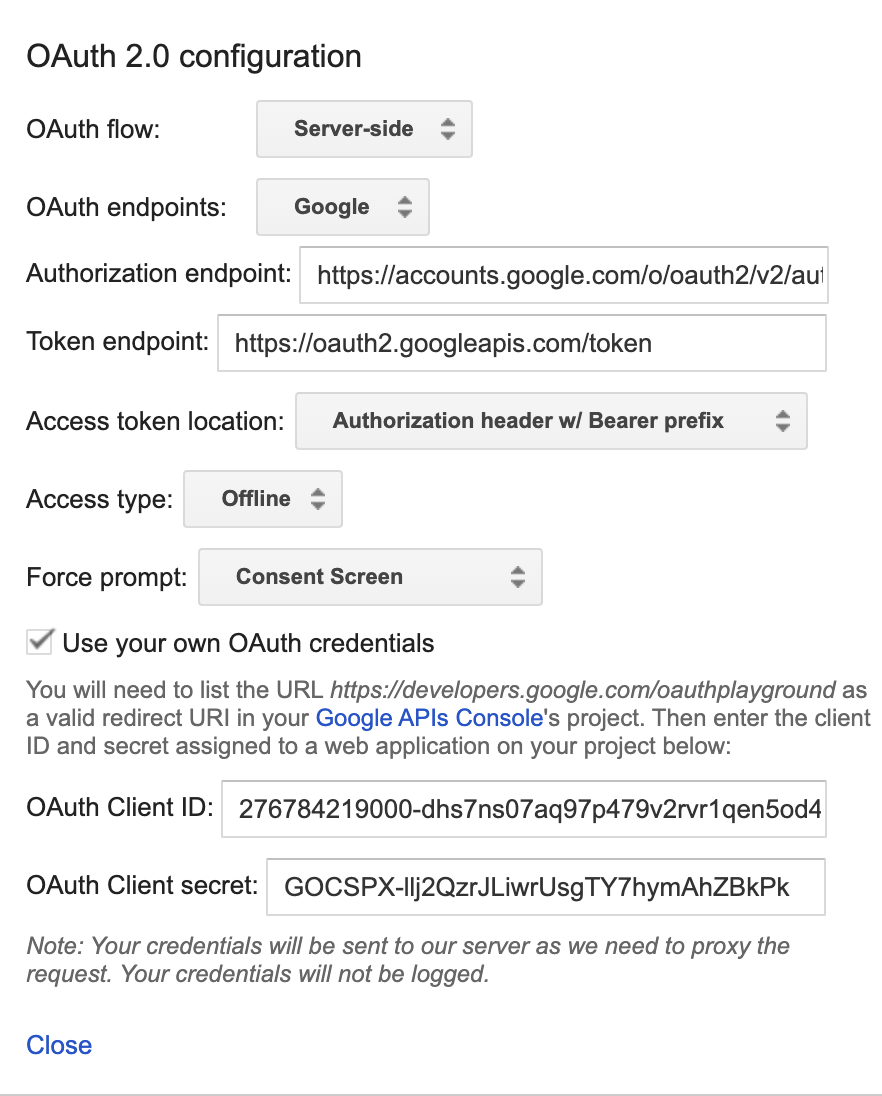 OAuth 2.0 configuration
OAuth flow: Server-side
OAuth endpoints: Google
Authorization endpoint: https://accounts.google.com/o/oauth2/v2/aut
Token endpoint: https://oauth2.googleapis.com/token
Access token location: Authorization header w/ Bearer prefix
Access type: Offline
Force prompt: Consent Screen
Use your own OAuth credentials
You will need to list the URL https://developers.google.com/oauthplayground as
a valid redirect URI in your Google APIs Console's project. Then enter the client
ID and secret assigned to a web application on your project below:
OAuth Client ID: 276784219000-dhs7ns07aq97p479v2rvr1qen5od4
OAuth Client secret: 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
Note: Your credentials will be sent to our server as we need to proxy the
request. Your credentials will not be logged.
Close